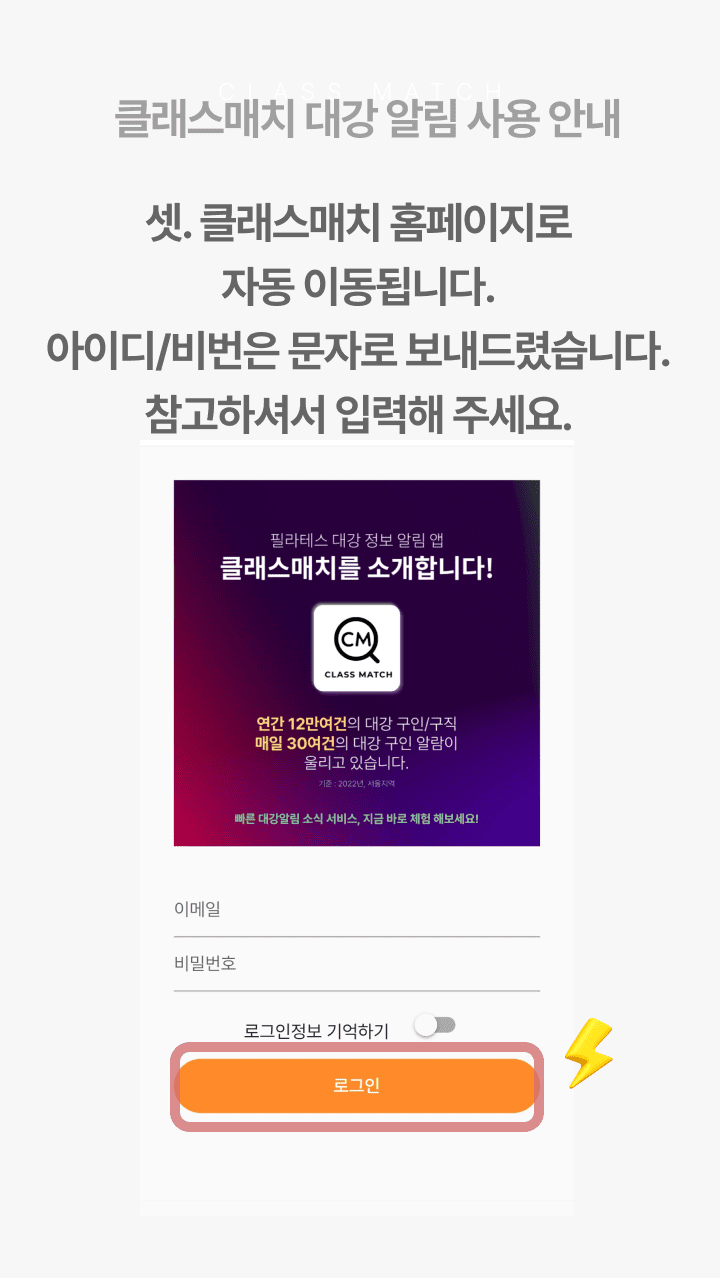 CLASS MATCH
클래스매치 대강 알림 사용 안내
셋. 클래스매치 홈페이지로
자동 이동됩니다.
아이디/비번은 문자로 보내드렸습니다.
참고하셔서 입력해 주세요.
필라테스 대강 정보 알림 앱
클래스매치를 소개합니다!
CM
CLASS MATCH
연간 12만여건의 대강 구인/구직
매일 30여건의 대강 구인 알람이
울리고 있습니다.
기준 : 2022년, 서울지역
빠른 대강알림 소식 서비스, 지금 바로 체험 해보세요!
이메일
비밀번호
로그인정보 기억하기
로그인